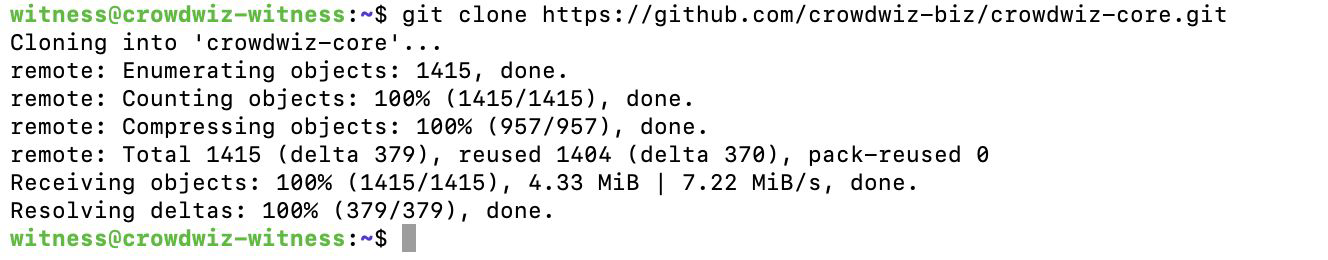 witness@crowdwiz-witness:~$ git clone https://github.com/crowdwiz-biz/crowdwiz-core.git
Cloning into 'crowdwiz-core'...
remote: Enumerating objects: 1415, done.
remote: Counting objects: 100% (1415/1415), done.
remote: Compressing objects: 100% (957/957), done.
remote: Total 1415 (delta 379), reused 1404 (delta 370), pack-reused 0
Receiving objects: 100% (1415/1415), 4.33 MiB | 7.22 MiB/s, done.
Resolving deltas: 100% (379/379), done.
witness@crowdwiz-witness:~$